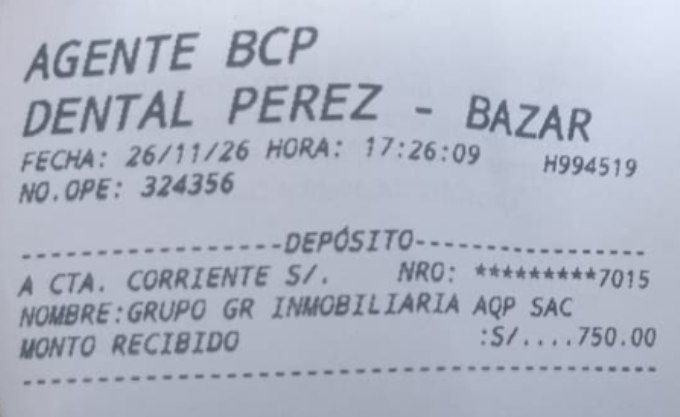 AGENTE BCP
DENTAL PEREZ - BAZAR
FECHA: 26/11/26 HORA: 17:26:09 H994519
NO.OPE: 324356
-----------------DEPÓSITO---------------
A CTA. CORRIENTE S/. NRO: *********7015
NOMBRE:GRUPO GR INMOBILIARIA AQP SAC
MONTO RECIBIDO :S/....750.00
----------------------------------------